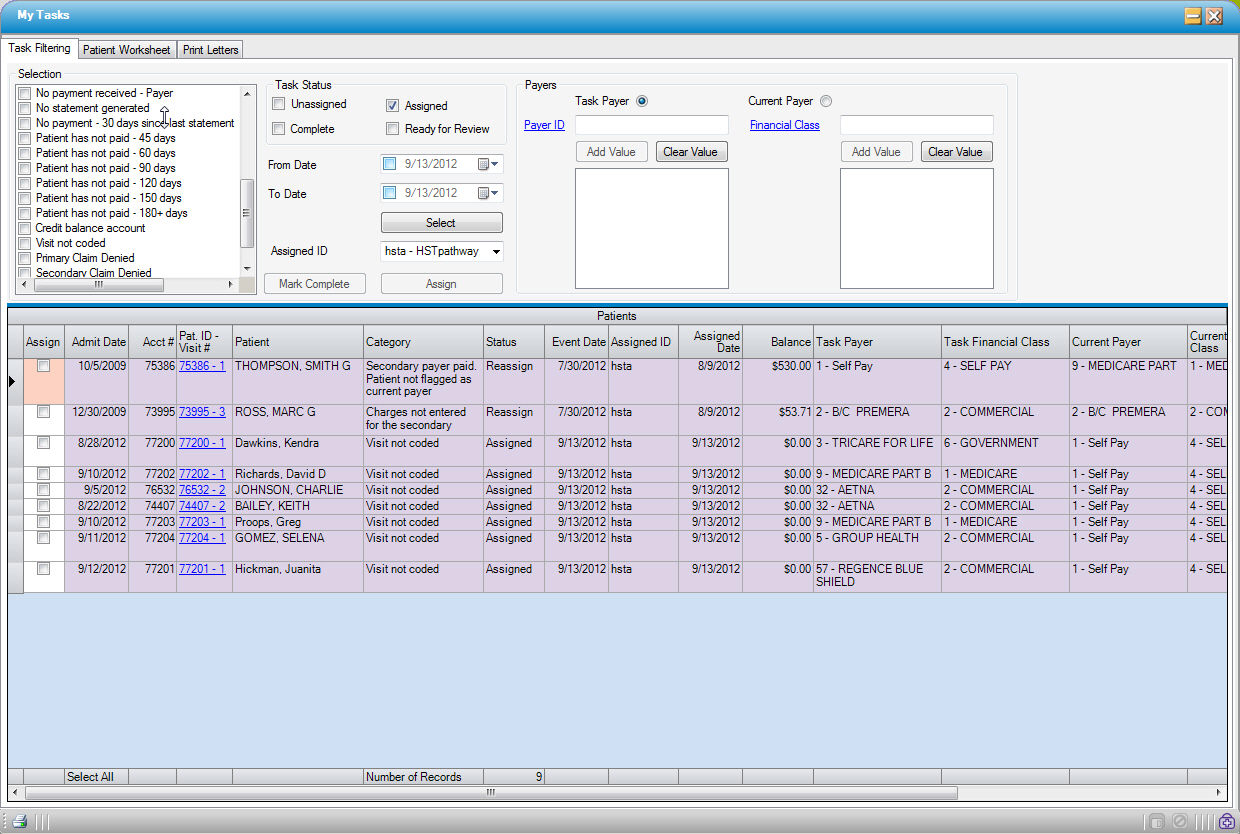 My Tasks
Task Filtering Patient Worksheet Print Letters
Selection
No payment received - Payer
No statement generated
No payment - 30 days since last statement
Patient has not paid - 45 days
Patient has not paid - 60 days
Patient has not paid - 90 days
Patient has not paid - 120 days
Patient has not paid - 150 days
Patient has not paid - 180+ days
Credit balance account
Visit not coded
Primary Claim Denied
Secondary Claim Denied
Task Status
Unassigned Assigned
Complete Ready for Review
From Date 9/13/2012
To Date 9/13/2012
Select
Assigned ID hsta - HSTpathway
Mark Complete Assign
Payers
Task Payer Current Payer
Payer ID Financial Class
Add Value Clear Value Add Value Clear Value
Patients
Assign Admit Date Acct # Pat. ID - Visit # Patient Category Status Event Date Assigned ID Assigned Date Balance Task Payer Task Financial Class Current Payer Current Class
10/5/2009 75386 75386 - 1 THOMPSON, SMITH G Secondary payer paid. Reassign 7/30/2012 hsta 8/9/2012 $530.00 1 - Self Pay 4 - SELF PAY 9 - MEDICARE PART 1 - MED
Patient not flagged as
current payer
12/30/2009 73995 73995 - 3 ROSS, MARC G Charges not entered Reassign 7/30/2012 hsta 8/9/2012 $53.71 2 - B/C PREMERA 2 - COMMERCIAL 2 - B/C PREMERA 2 - COM
for the secondary
8/28/2012 77200 77200 - 1 Dawkins, Kendra Visit not coded Assigned 9/13/2012 hsta 9/13/2012 $0.00 3 - TRICARE FOR LIFE 6 - GOVERNMENT 1 - Self Pay 4 - SEL
9/10/2012 77202 77202 - 1 Richards, David D Visit not coded Assigned 9/13/2012 hsta 9/13/2012 $0.00 9 - MEDICARE PART B 1 - MEDICARE 1 - Self Pay 4 - SEL
9/5/2012 76532 76532 - 2 JOHNSON, CHARLIE Visit not coded Assigned 9/13/2012 hsta 9/13/2012 $0.00 32 - AETNA 2 - COMMERCIAL 1 - Self Pay 4 - SEL
8/22/2012 74407 74407 - 2 BAILEY, KEITH Visit not coded Assigned 9/13/2012 hsta 9/13/2012 $0.00 32 - AETNA 2 - COMMERCIAL 1 - Self Pay 4 - SEL
9/10/2012 77203 77203 - 1 Proops, Greg Visit not coded Assigned 9/13/2012 hsta 9/13/2012 $0.00 9 - MEDICARE PART B 1 - MEDICARE 1 - Self Pay 4 - SEL
9/11/2012 77204 77204 - 1 GOMEZ, SELENA Visit not coded Assigned 9/13/2012 hsta 9/13/2012 $0.00 5 - GROUP HEALTH 2 - COMMERCIAL 1 - Self Pay 4 - SEL
9/12/2012 77201 77201 - 1 Hickman, Juanita Visit not coded Assigned 9/13/2012 hsta 9/13/2012 $0.00 57 - REGENCE BLUE 2 - COMMERCIAL 1 - Self Pay 4 - SEL
SHIELD
Select All Number of Records 9